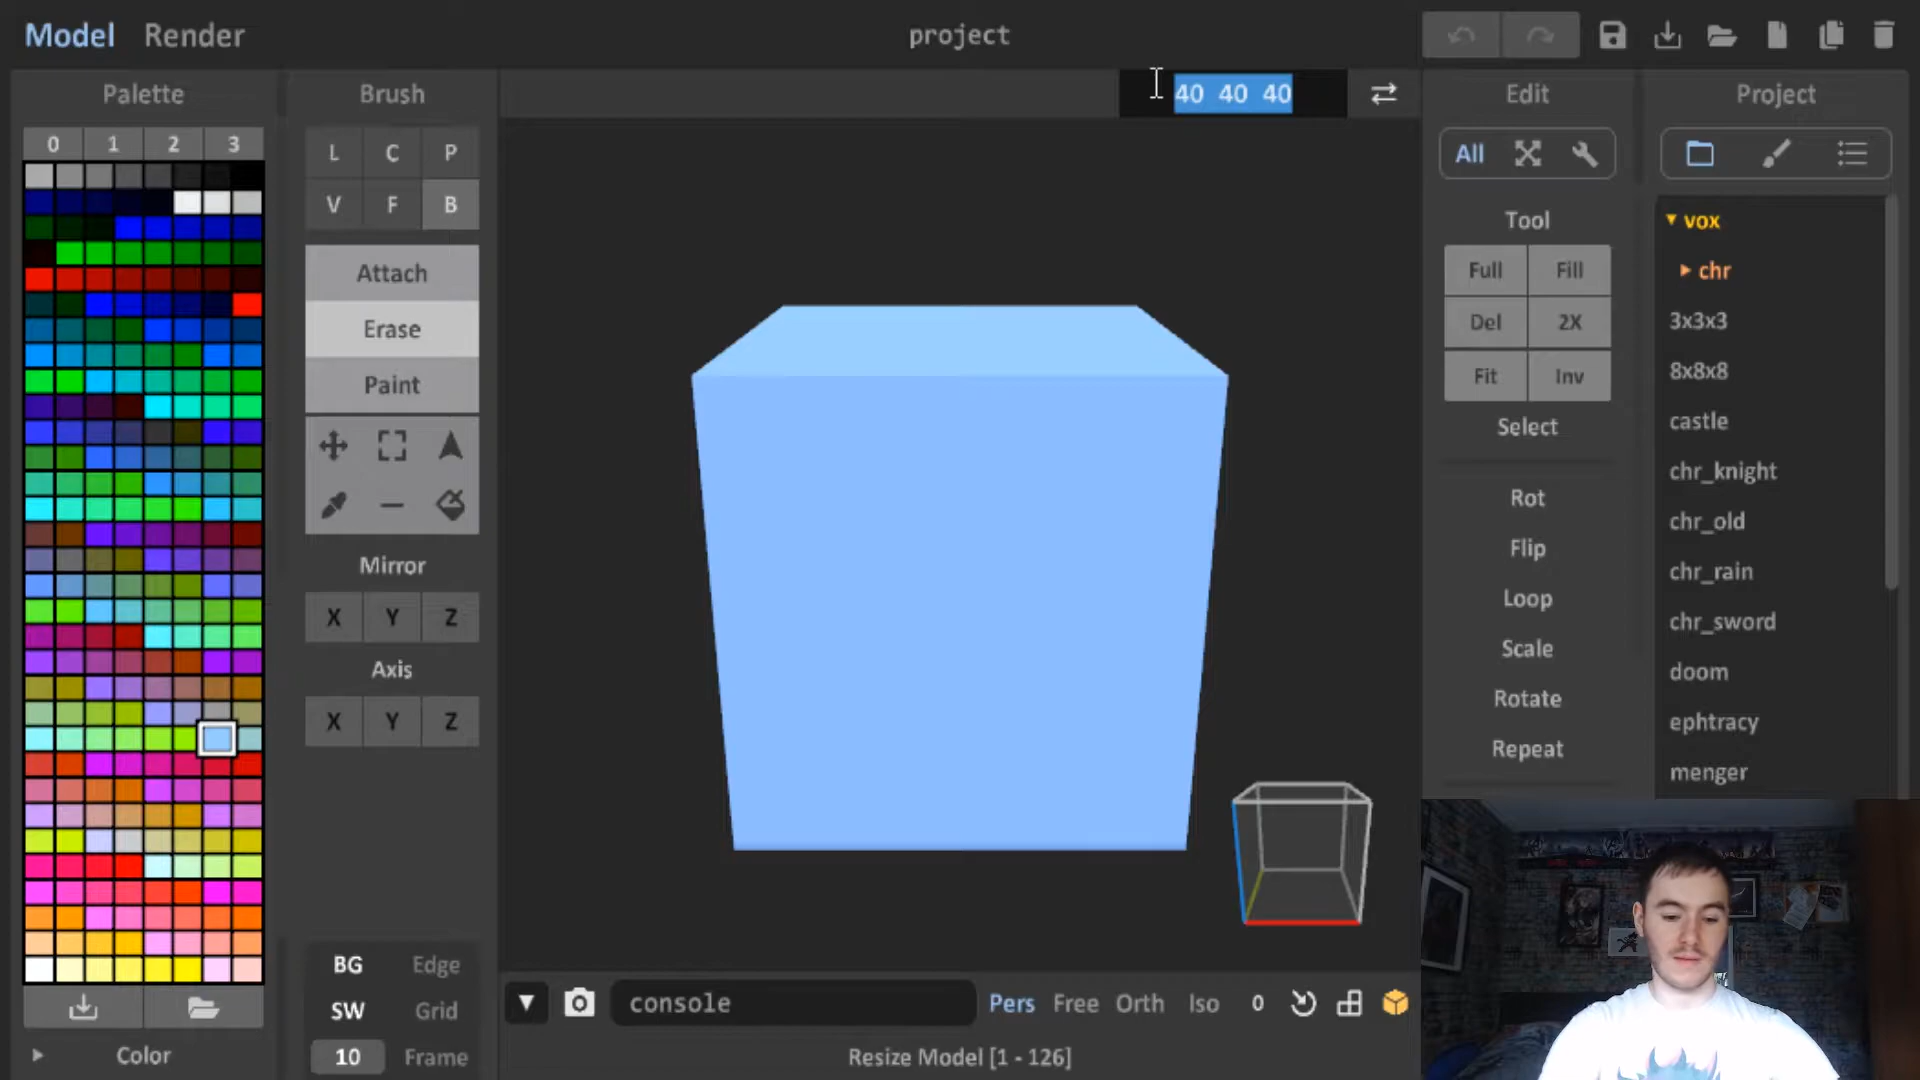 Model Render
project
Palette
0 1 2 3
Color
Brush
L C P
V F B
Attach
Erase
Paint
Mirror
X Y Z
Axis
X Y Z
BG Edge
SW Grid
10 Frame
40 40 40
console
Pers Free Orth Iso 0
Resize Model [1 - 126]
Edit
All
Tool
Full Fill
Del 2X
Fit Inv
Select
Rot
Flip
Loop
Scale
Rotate
Repeat
Project
vox
chr
3x3x3
8x8x8
castle
chr_knight
chr_old
chr_rain
chr_sword
doom
ephtracy
menger